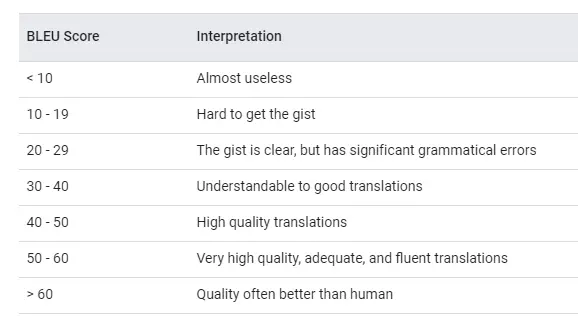 BLEU Score Interpretation
< 10 Almost useless
10 - 19 Hard to get the gist
20 - 29 The gist is clear, but has significant grammatical errors
30 - 40 Understandable to good translations
40 - 50 High quality translations
50 - 60 Very high quality, adequate, and fluent translations
> 60 Quality often better than human